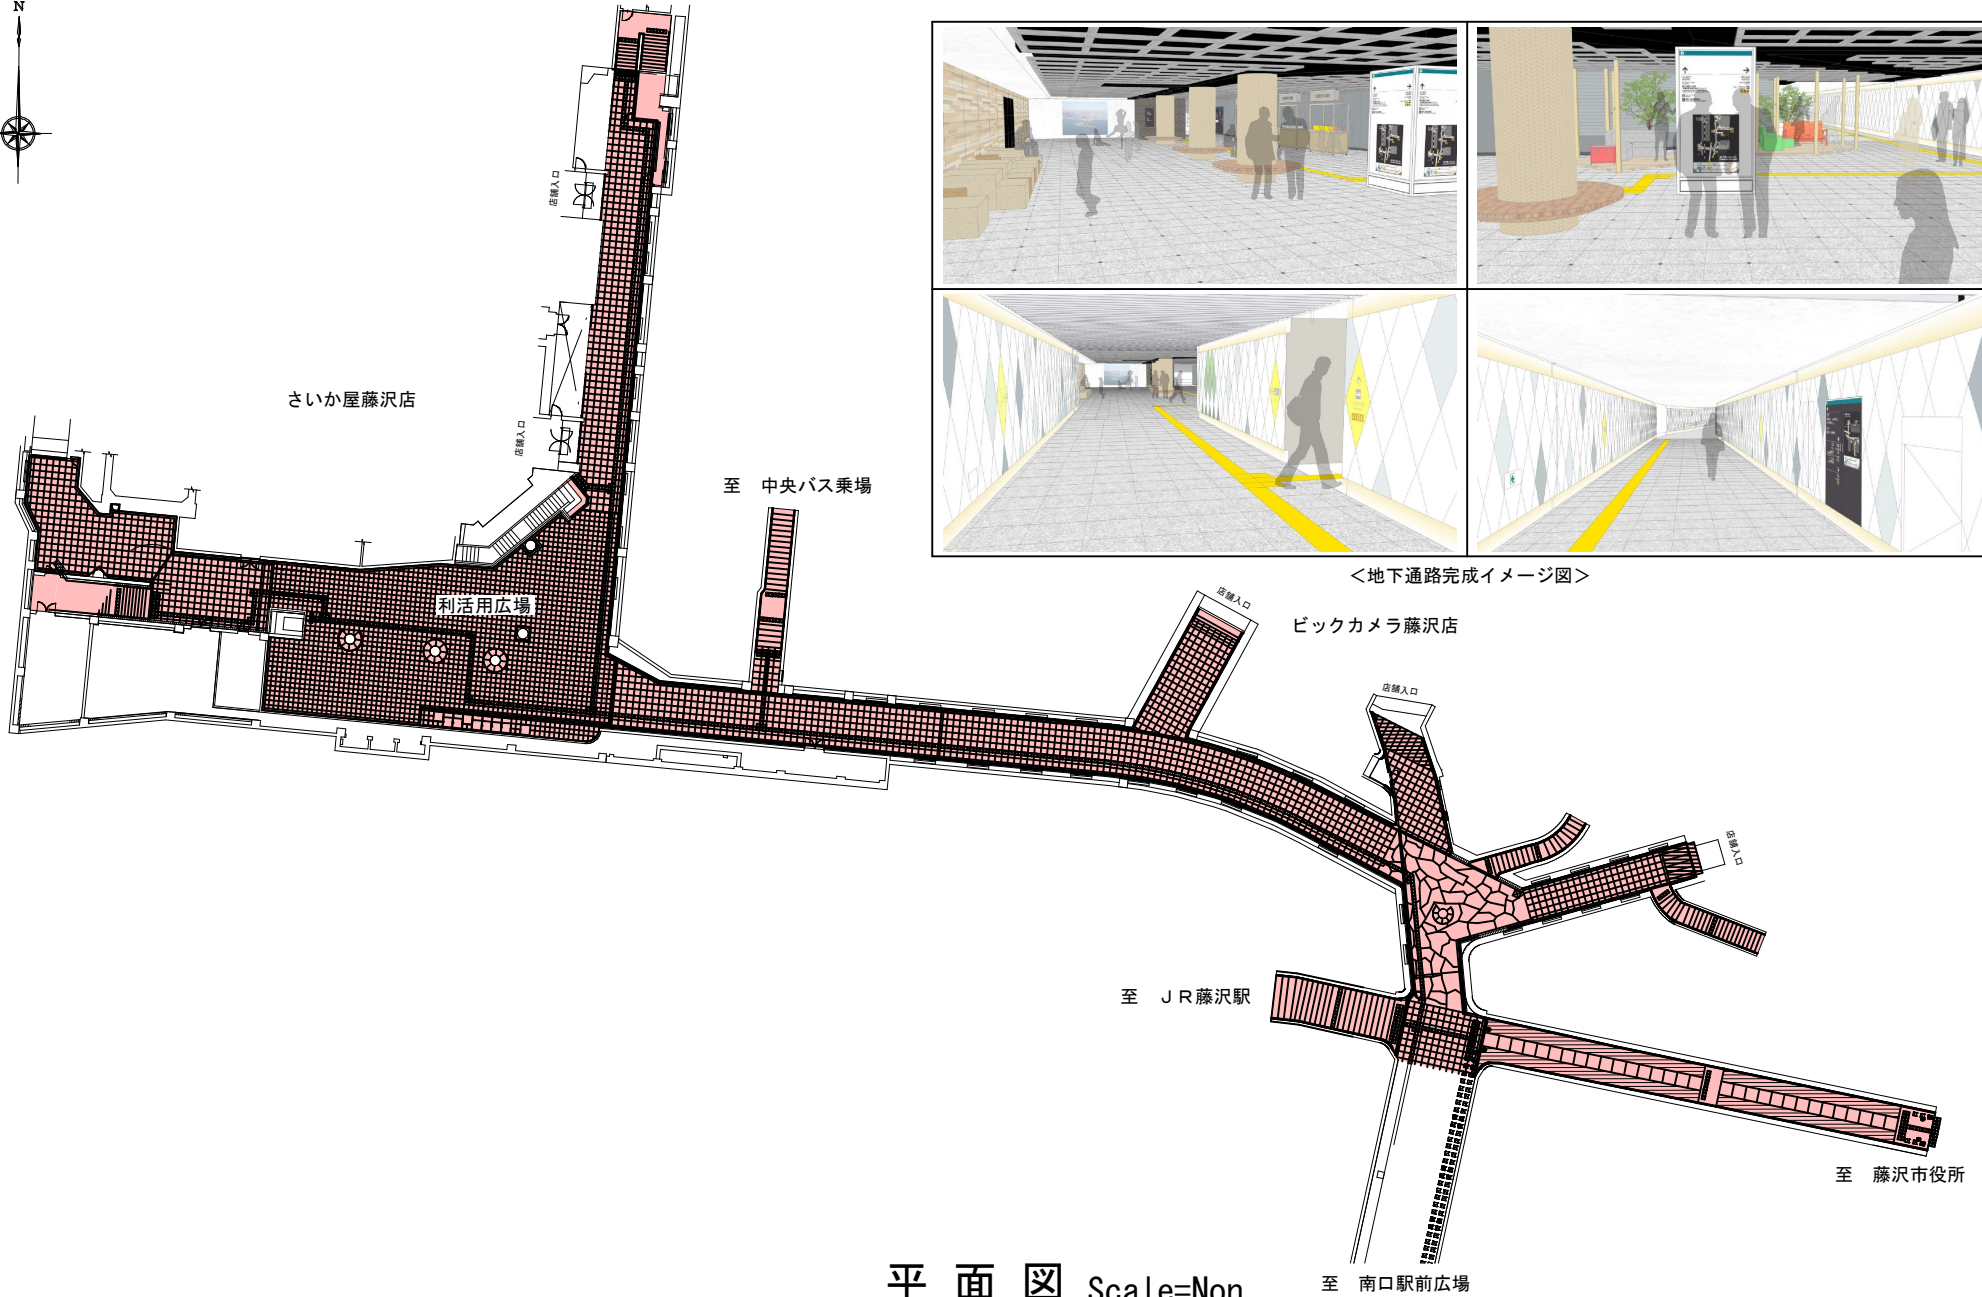 N
店舗入口
さいか屋藤沢店
店舗入口
至　中央バス乗場
＜地下通路完成イメージ図＞
利活用広場
店舗入口
ビックカメラ藤沢店
店舗入口
店舗入口
至　ＪＲ藤沢駅
至　藤沢市役所
平 面 図 Scale=Non
至　南口駅前広場